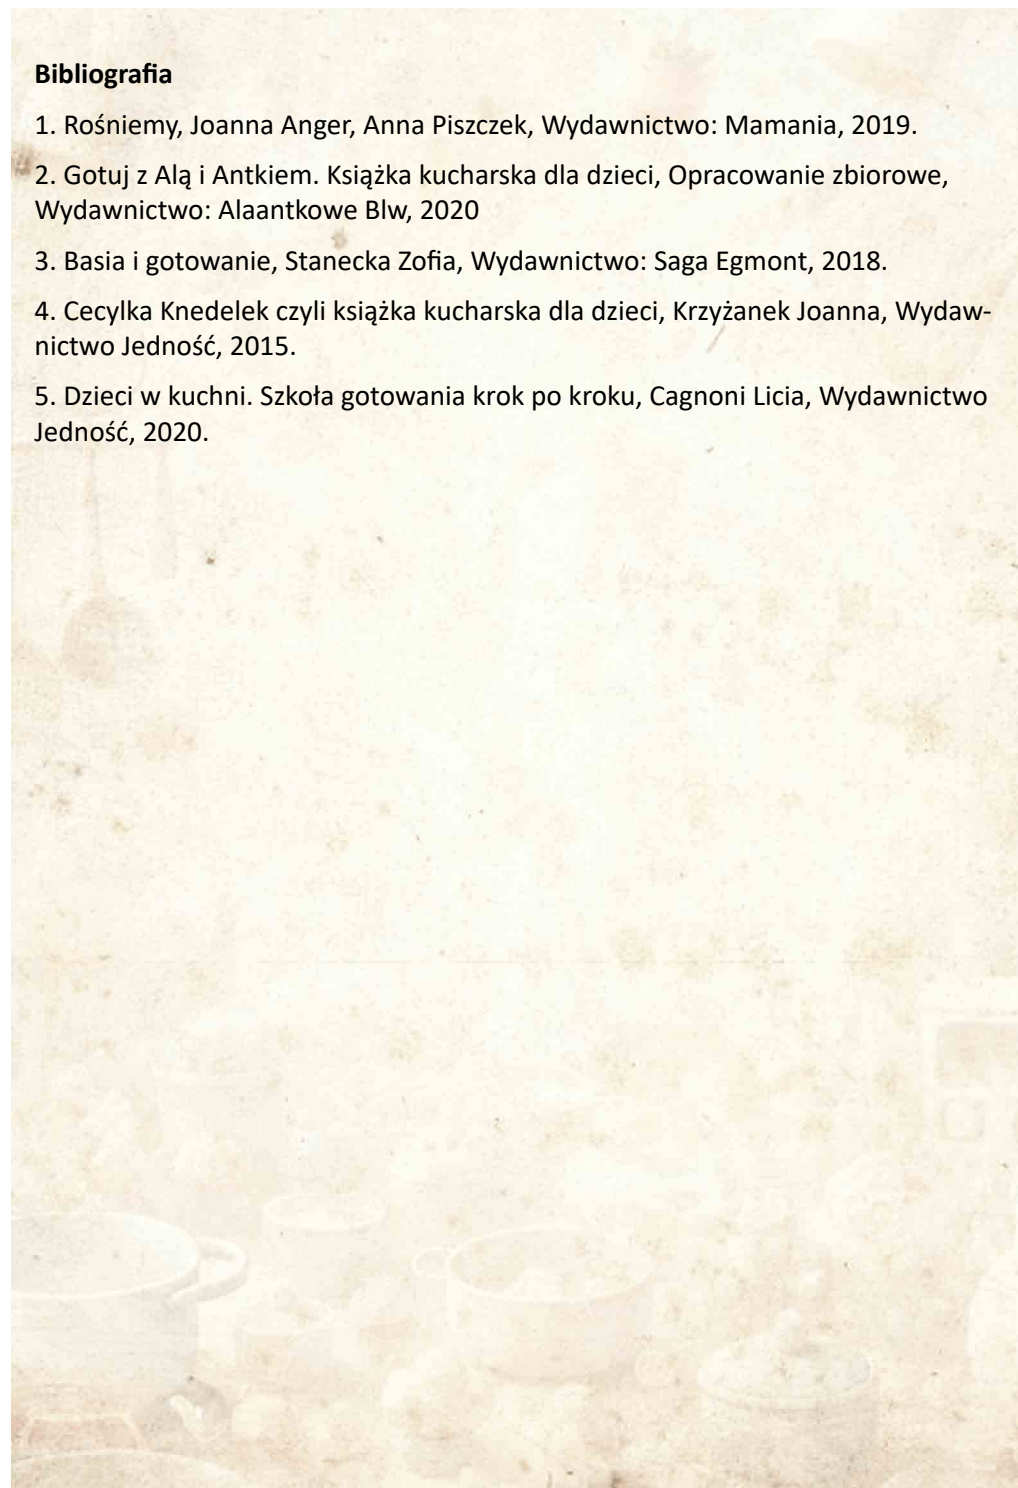 Bibliografia
1. Rośniemy, Joanna Anger, Anna Piszczek, Wydawnictwo: Mamania, 2019.
2. Gotuj z Alą i Antkiem. Książka kucharska dla dzieci, Opracowanie zbiorowe,
Wydawnictwo: Alaantkowe Blw, 2020
3. Basia i gotowanie, Stanecka Zofia, Wydawnictwo: Saga Egmont, 2018.
4. Cecylka Knedelek czyli książka kucharska dla dzieci, Krzyżanek Joanna, Wydaw-
nictwo Jedność, 2015.
5. Dzieci w kuchni. Szkoła gotowania krok po kroku, Cagnoni Licia, Wydawnictwo
Jedność, 2020.